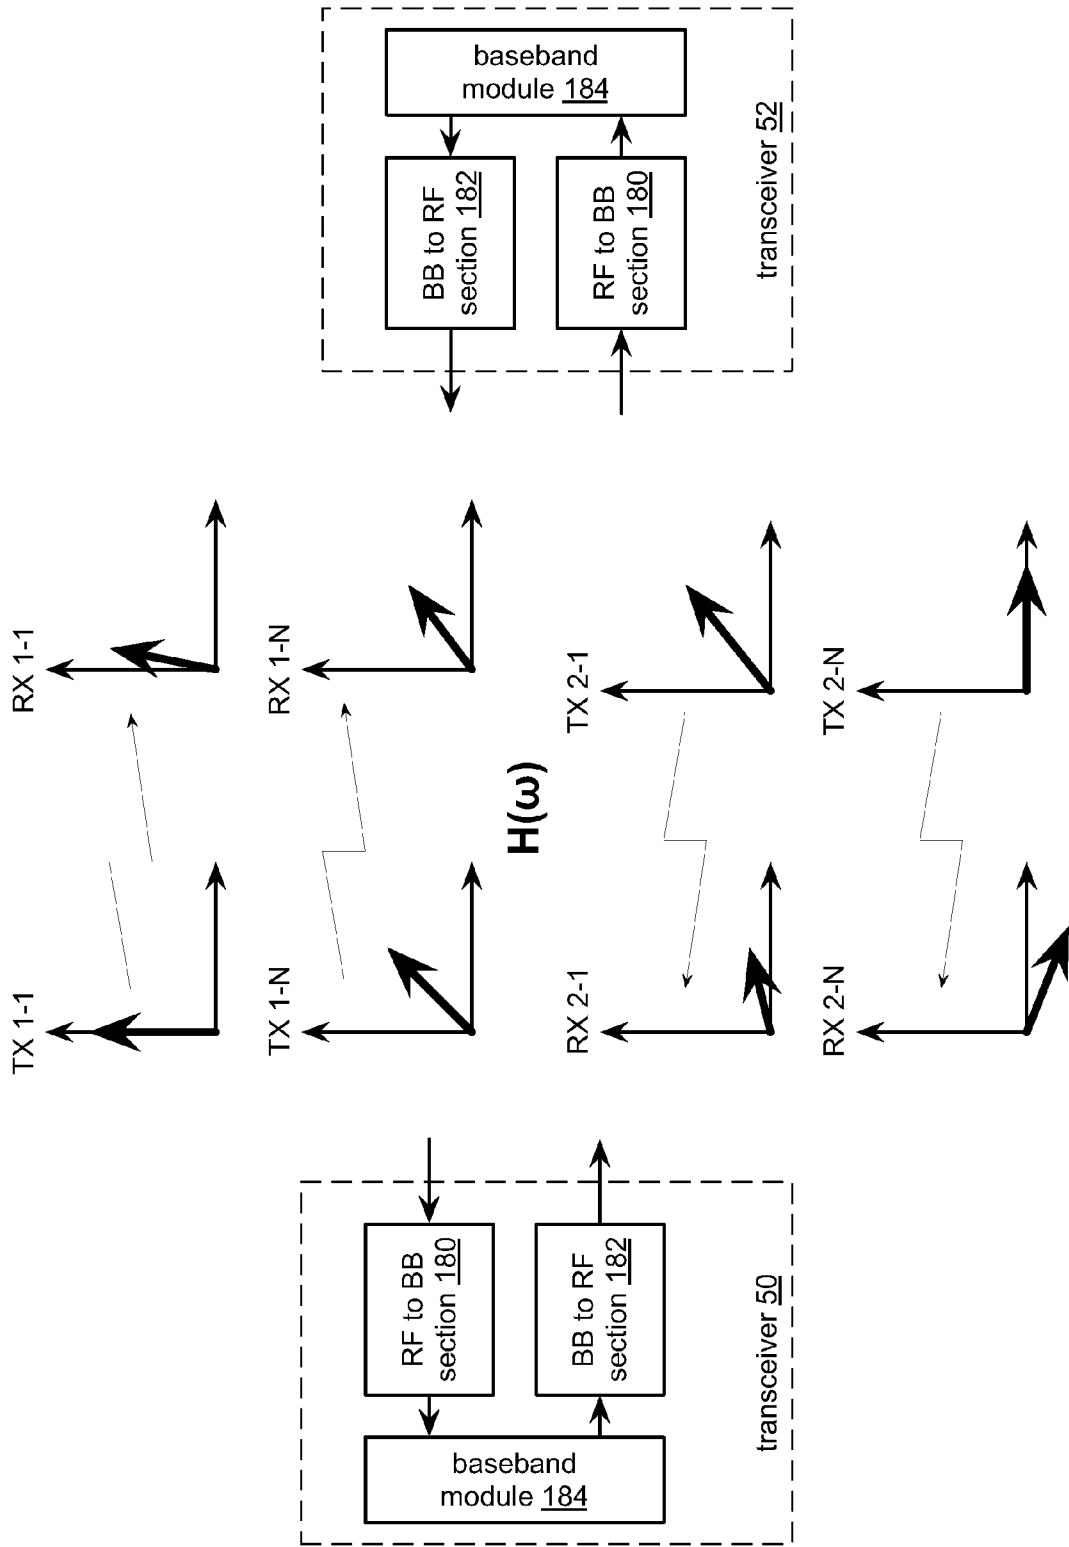 baseband
module 184
BB to RF
section 182
RF to BB
section 180
transceiver 52
RX 1-1
RX 1-N
TX 2-1
TX 2-N
H(ω)
TX 1-1
TX 1-N
RX 2-1
RX 2-N
RF to BB
section 180
BB to RF
section 182
transceiver 50
baseband
module 184